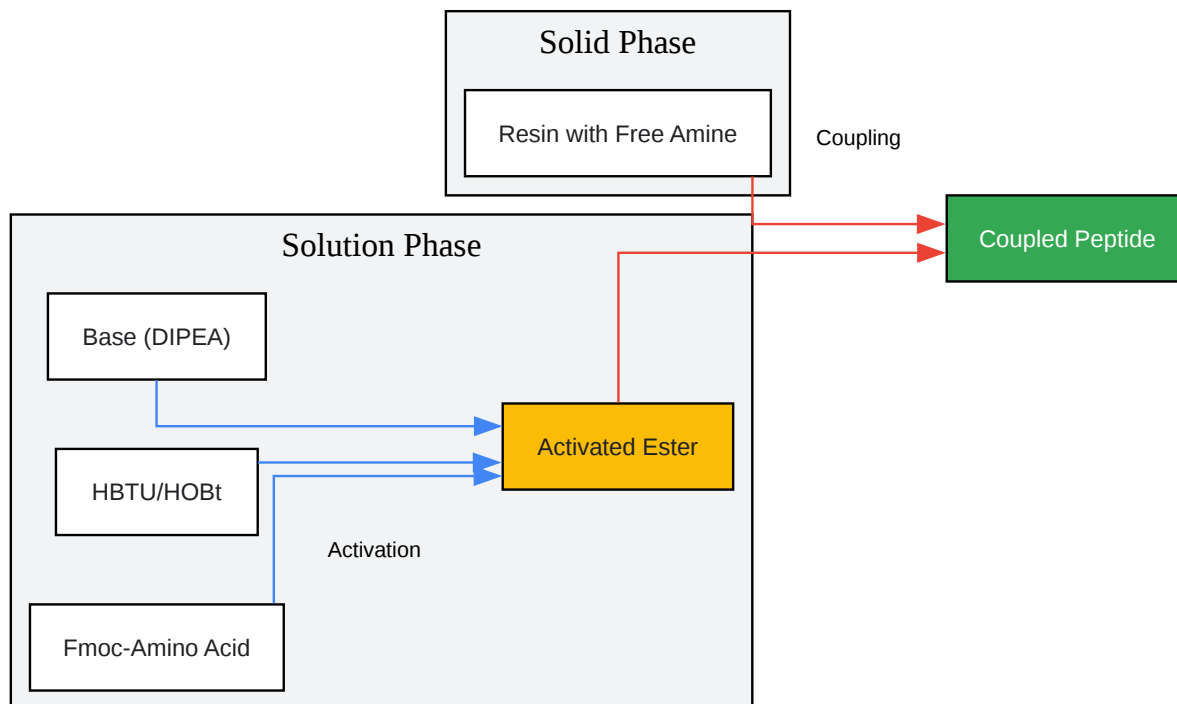 Solid Phase
Resin with Free Amine
Coupling
Coupled Peptide
Solution Phase
Base (DIPEA)
Activated Ester
HBTU/HOBt
Activation
Fmoc-Amino Acid